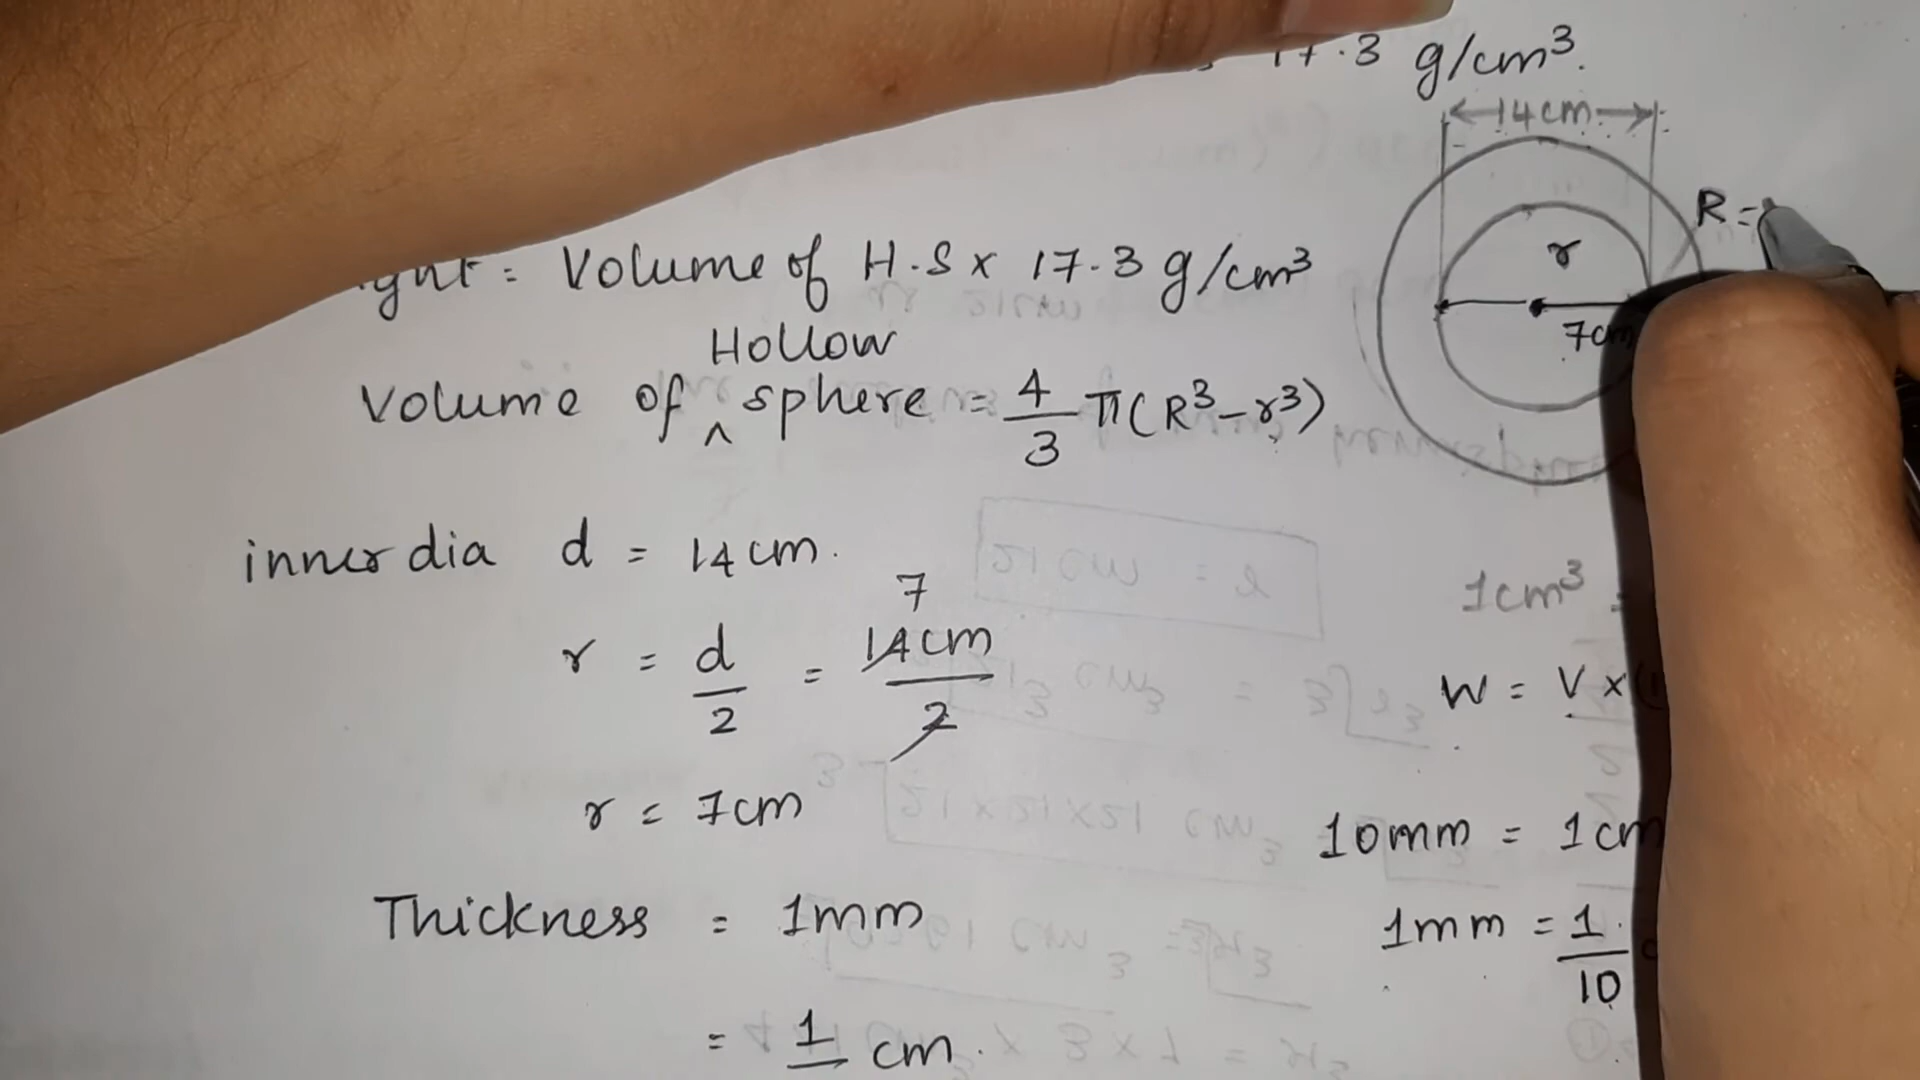 17.3 g/cm³.
14cm
R =
r
7cm
= Volume of H.S x 17.3 g/cm³
Hollow
Volume of ^ sphere = 4/3 π(R³-r³)
inner dia d = 14cm.
7
r = d/2 = 14cm/2
r = 7cm
Thickness = 1mm
= 1 cm.
1cm³
W = V x
10mm = 1cm
1mm = 1/10